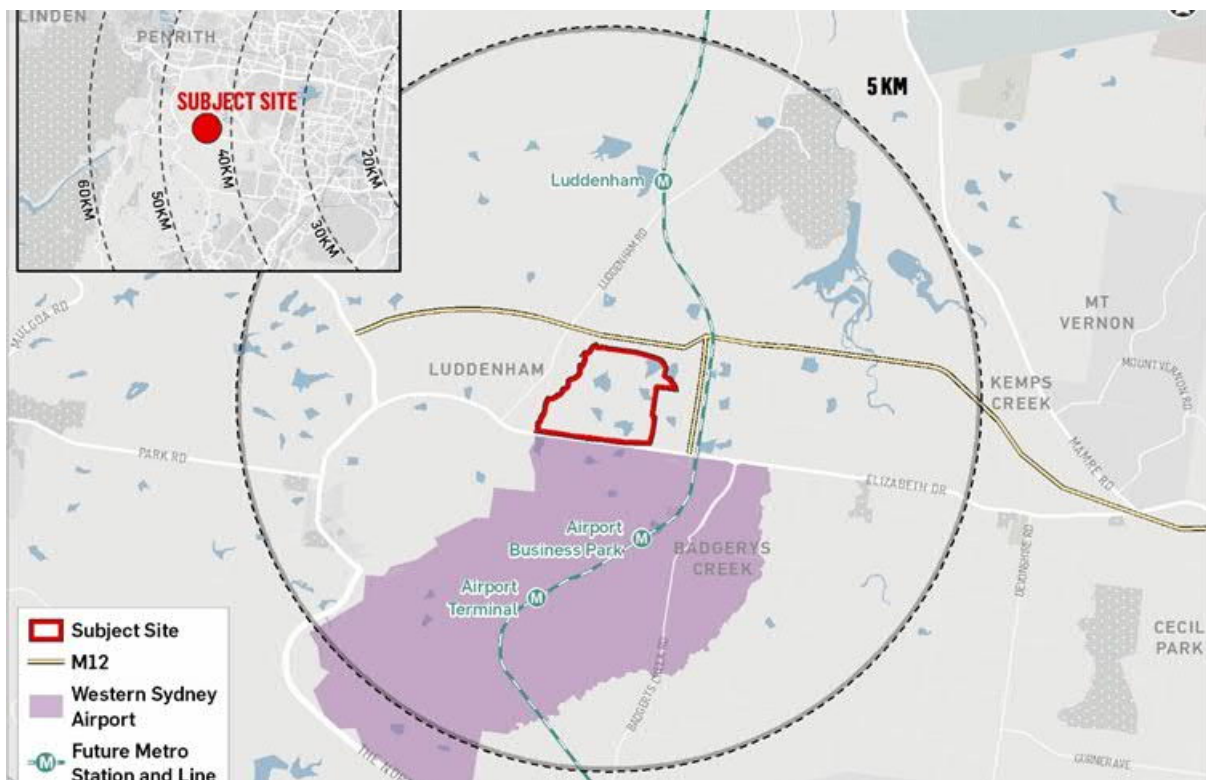 LINDEN
PENRITH
SUBJECT SITE
60KM
50KM
40KM
30KM
20KM
5 KM
Luddenham
M
LUDDENHAM RD
MULGOA RD
LUDDENHAM
MT
VERNON
MOUNT VERNON RD
KEMPS
CREEK
MAMRE RD
PARK RD
ELIZABETH DR
Airport
Business Park
M
BADGERYS
CREEK
Airport
Terminal
M
DEVONSHIRE RD
BADGERYS CREEK RD
CECIL
PARK
GURNER AVE
Subject Site
M12
Western Sydney
Airport
M
Future Metro
Station and Line